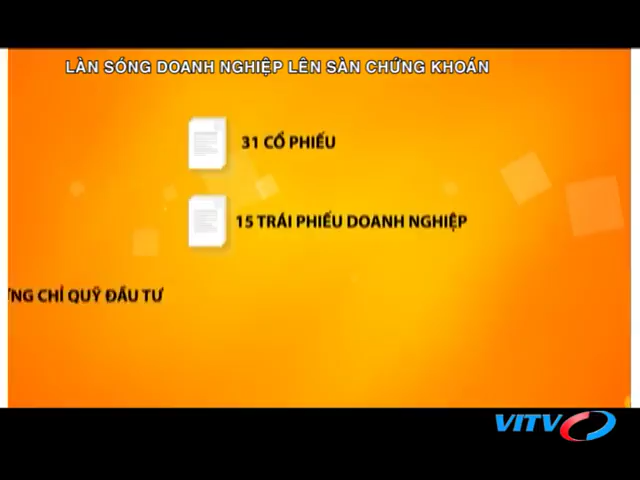 LÀN SÓNG DOANH NGHIỆP LÊN SÀN CHỨNG KHOÁN
31 CỔ PHIẾU
15 TRÁI PHIẾU DOANH NGHIỆP
CHỈ QUỸ ĐẦU TƯ
VITV